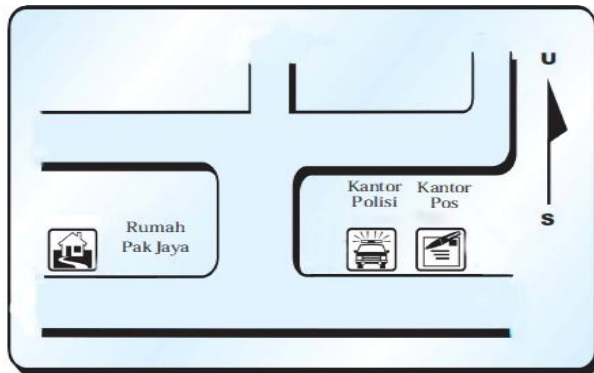 U
Kantor Kantor
Polisi Pos
S
Rumah
Pak Jaya